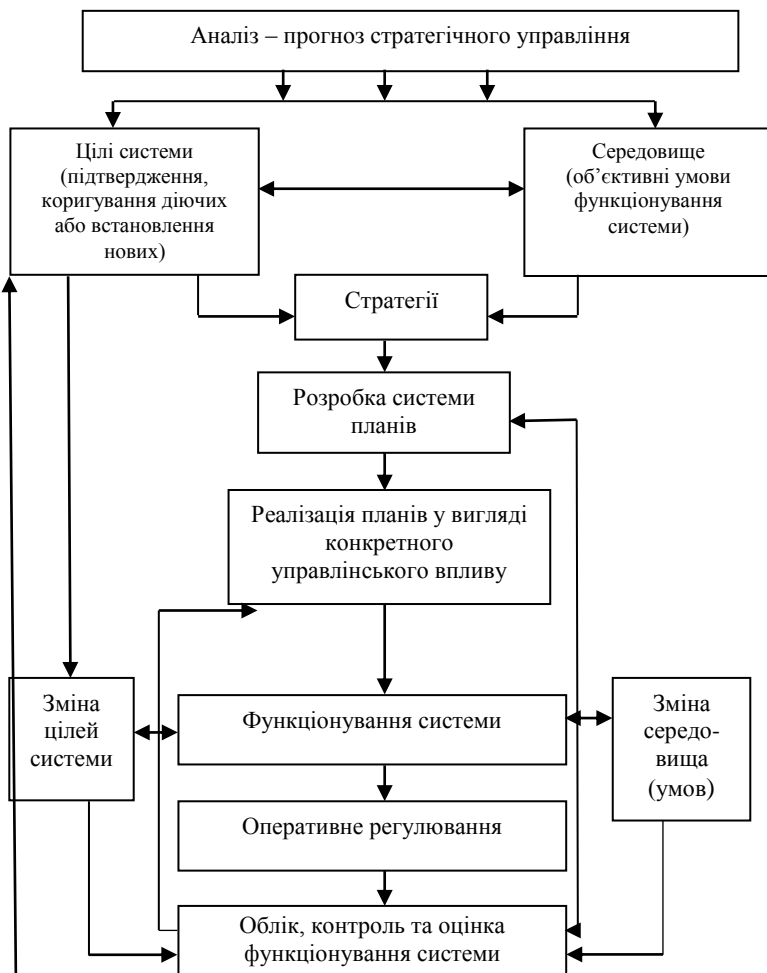 Аналіз – прогноз стратегічного управління
Цілі системи
(підтвердження,
коригування діючих
або встановлення
нових)
Середовище
(об’єктивні умови
функціонування
системи)
Стратегії
Розробка системи
планів
Реалізація планів у вигляді
конкретного
управлінського впливу
Зміна
цілей
системи
Функціонування системи
Зміна
середо-
вища
(умов)
Оперативне регулювання
Облік, контроль та оцінка
функціонування системи